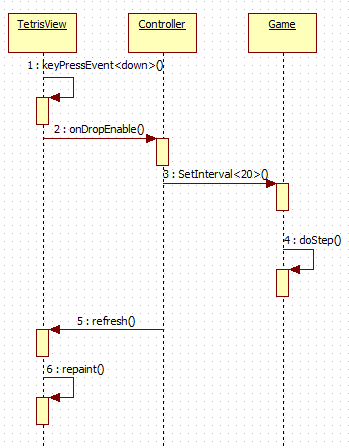 TetrisView
Controller
Game
1 : keyPressEvent<down>()
2 : onDropEnable()
3 : SetInterval<20>()
4 : doStep()
5 : refresh()
6 : repaint()